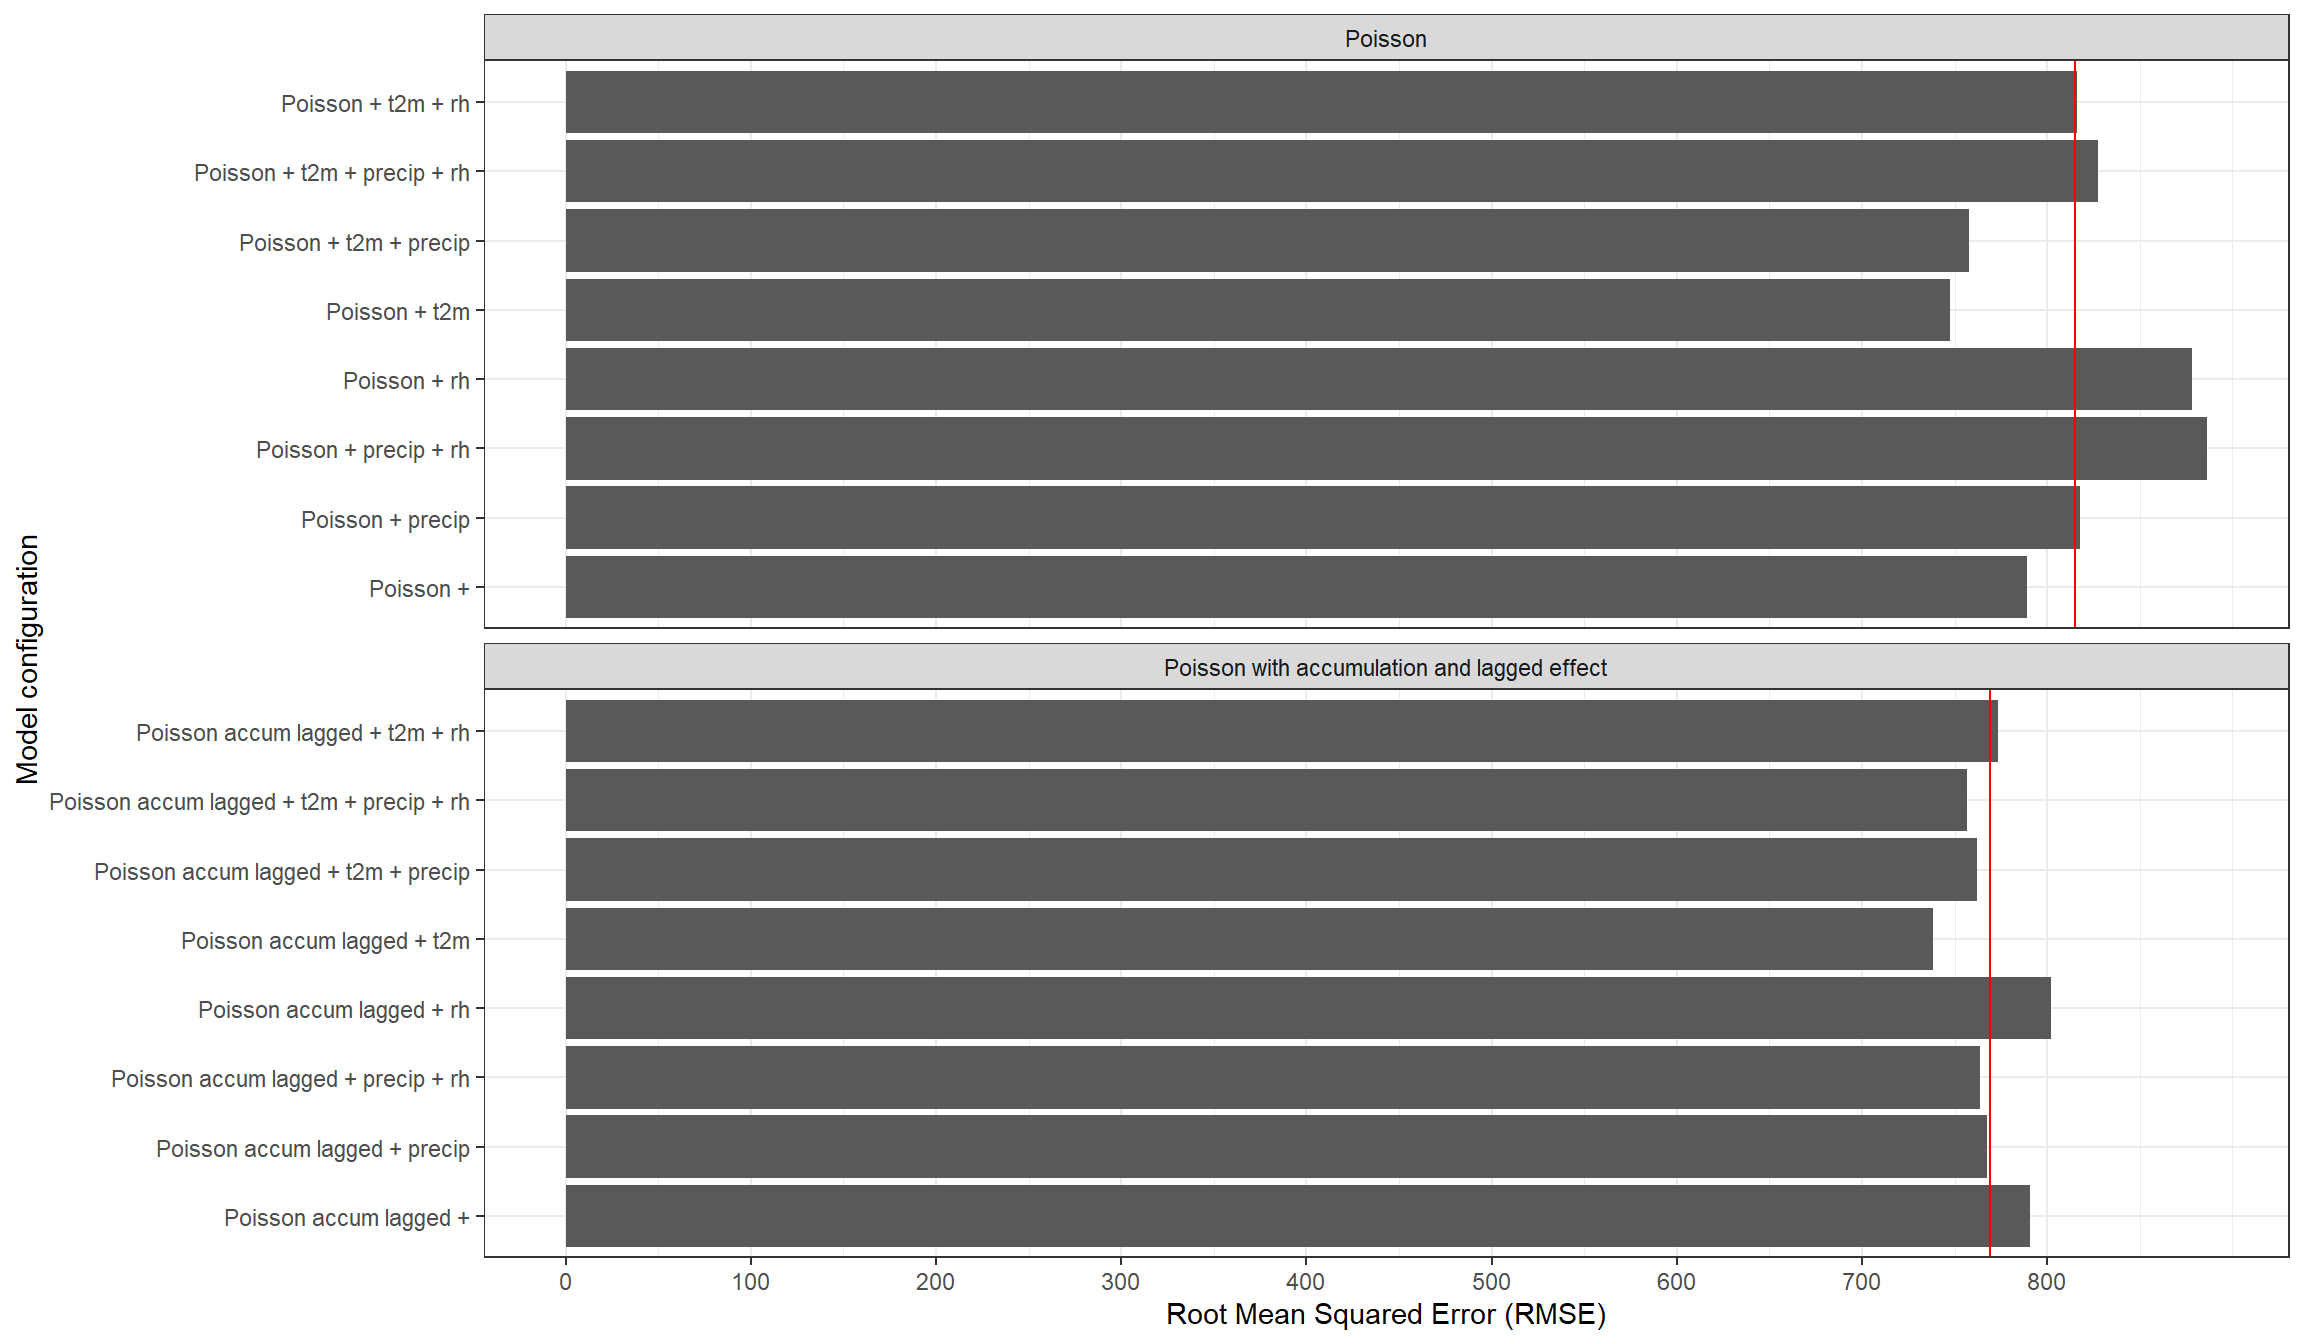 Poisson
Poisson + t2m + rh
Poisson + t2m + precip + rh
Poisson + t2m + precip
Poisson + t2m
Poisson + rh
Poisson + precip + rh
Poisson + precip
Poisson +
Model configuration
Poisson with accumulation and lagged effect
Poisson accum lagged + t2m + rh
Poisson accum lagged + t2m + precip + rh
Poisson accum lagged + t2m + precip
Poisson accum lagged + t2m
Poisson accum lagged + rh
Poisson accum lagged + precip + rh
Poisson accum lagged + precip
Poisson accum lagged +
0 100 200 300 400 500 600 700 800
Root Mean Squared Error (RMSE)